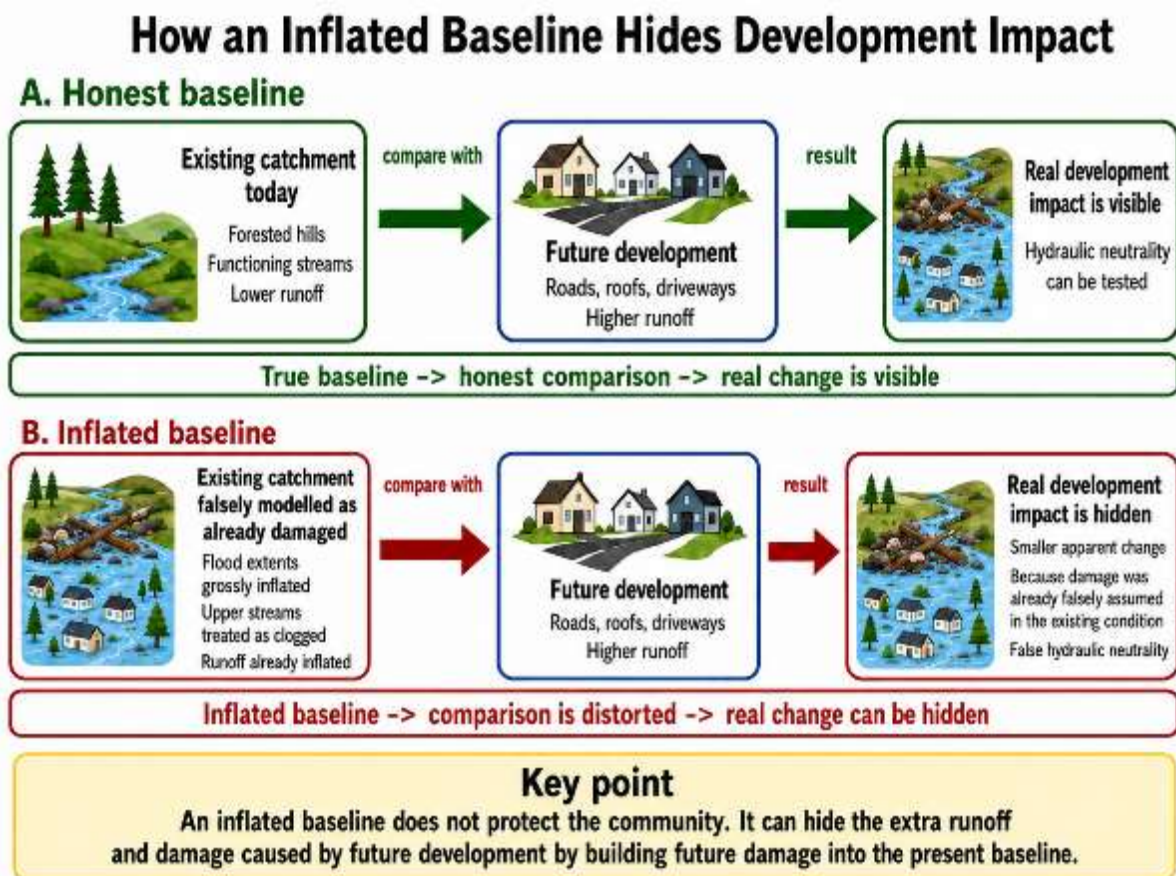 How an Inflated Baseline Hides Development Impact
A. Honest baseline
Existing catchment
today
Forested hills
Functioning streams
Lower runoff
compare with
Future development
Roads, roofs, driveways
Higher runoff
result
Real development
impact is visible
Hydraulic neutrality
can be tested
True baseline -> honest comparison -> real change is visible
B. Inflated baseline
Existing catchment
falsely modelled as
already damaged
Flood extents
grossly inflated
Upper streams
treated as clogged
Runoff already inflated
compare with
Future development
Roads, roofs, driveways
Higher runoff
result
Real development
impact is hidden
Smaller apparent change
Because damage was
already falsely assumed
in the existing condition
False hydraulic neutrality
Inflated baseline -> comparison is distorted -> real change can be hidden
Key point
An inflated baseline does not protect the community. It can hide the extra runoff
and damage caused by future development by building future damage into the present baseline.